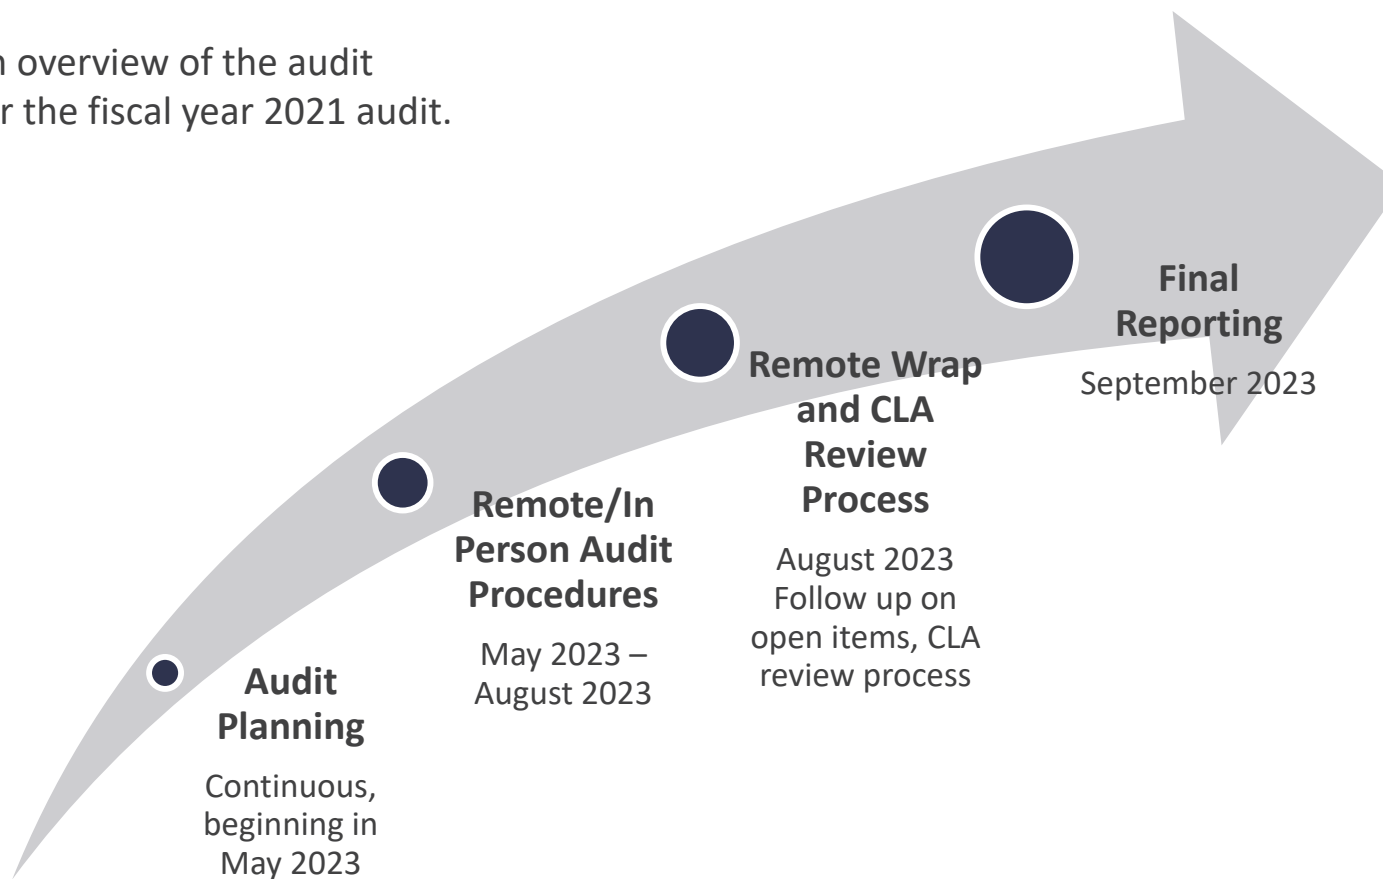 overview of the audit
the fiscal year 2021 audit.
Audit
Planning
Continuous,
beginning in
May 2023
Remote/In
Person Audit
Procedures
May 2023 –
August 2023
Remote Wrap
and CLA
Review
Process
August 2023
Follow up on
open items, CLA
review process
Final
Reporting
September 2023